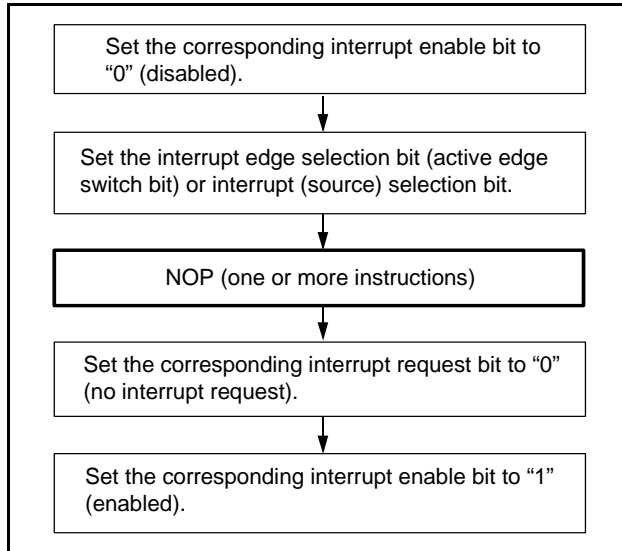 Set the corresponding interrupt enable bit to
“0” (disabled).
Set the interrupt edge selection bit (active edge
switch bit) or interrupt (source) selection bit.
NOP (one or more instructions)
Set the corresponding interrupt request bit to “0”
(no interrupt request).
Set the corresponding interrupt enable bit to “1”
(enabled).